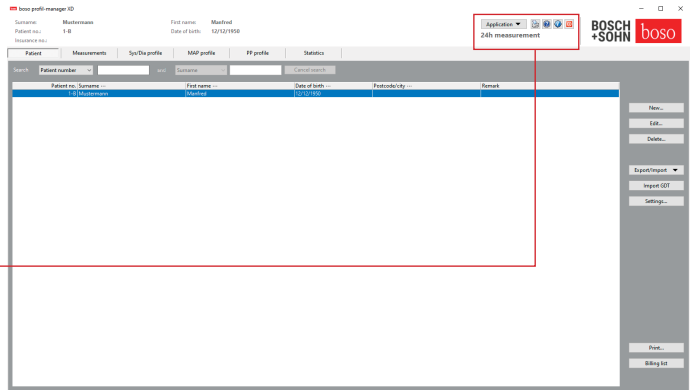 boso profil-manager XD
Surname Mustermann First name Manfred
Patient no.: 1-8 Date of birth: 12/12/1950
Insurance no.:
Application
24h measurement
BOSCH
+SOHN
boso
Patient Measurements Sys/Dia profile MAP profile PP profile Statistics
Search Patient number and Surname Cancel search
Patient no. Surname --- First name --- Date of birth --- Postcode/city --- Remark
1-8 Mustermann Manfred 12/12/1950
New...
Edit...
Delete...
Export/Import
Import GDT
Settings...
Print...
Billing list